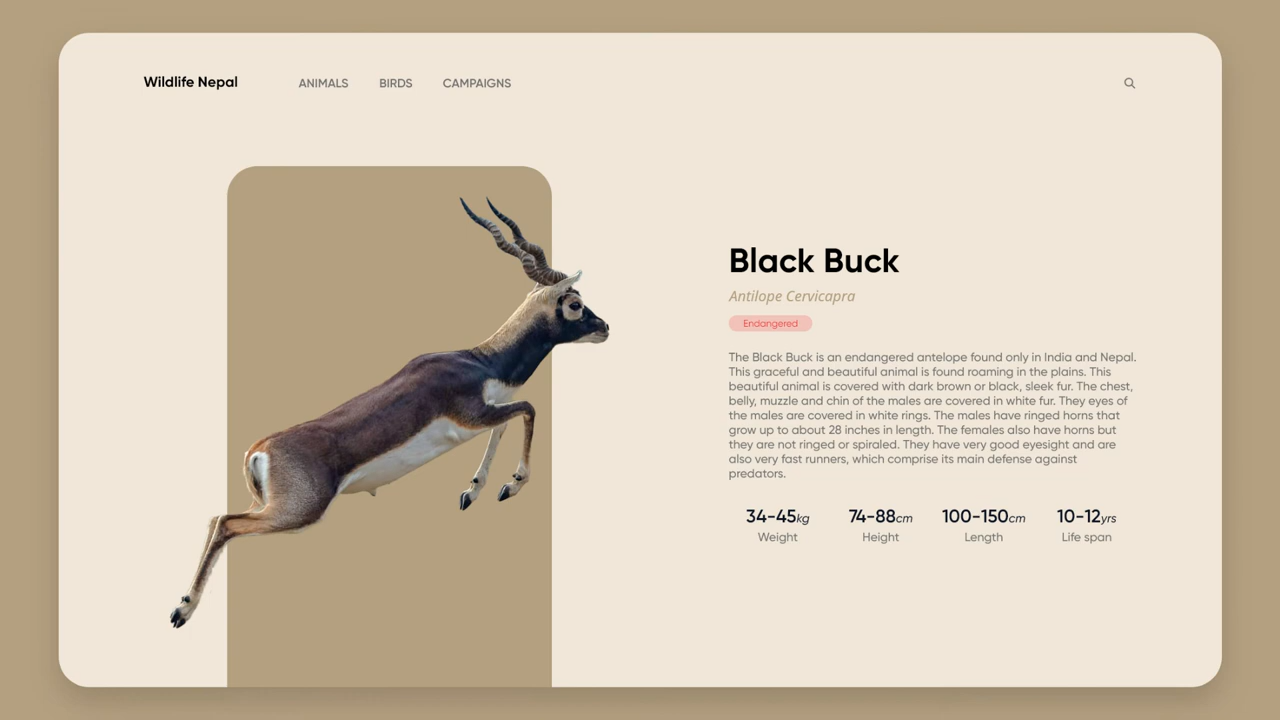 Wildlife Nepal ANIMALS BIRDS CAMPAIGNS
Black Buck
Antilope Cervicapra
Endangered
The Black Buck is an endangered antelope found only in India and Nepal.
This graceful and beautiful animal is found roaming in the plains. This
beautiful animal is covered with dark brown or black, sleek fur. The chest,
belly, muzzle and chin of the males are covered in white fur. They eyes of
the males are covered in white rings. The males have ringed horns that
grow up to about 28 inches in length. The females also have horns but
they are not ringed or spiraled. They have very good eyesight and are
also very fast runners, which comprise its main defense against
predators.
34-45kg 74-88cm 100-150cm 10-12yrs
Weight Height Length Life span